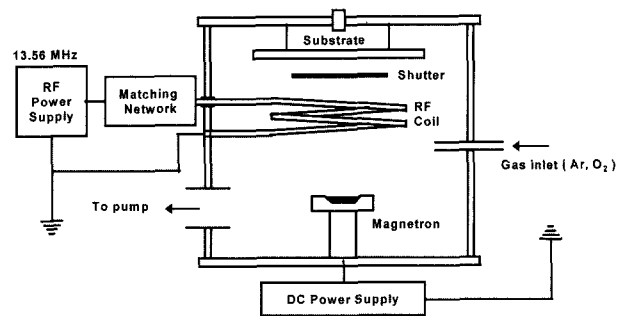 Substrate
13.56 MHz
RF
Power
Supply
Matching
Network
Shutter
RF
Coil
Gas inlet ( Ar, O2 )
To pump
Magnetron
DC Power Supply